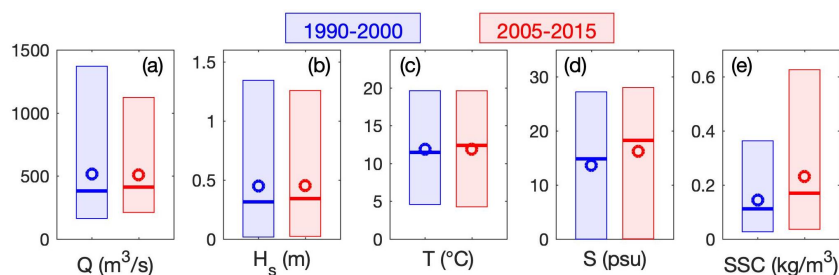 1990-2000 2005-2015
(a) (b) (c) (d) (e)
1500 1000 500 0
1.5 1 0.5 0
20 15 10 5 0
30 20 10 0
0.6 0.4 0.2 0
Q (m³/s) Hₛ (m) T (°C) S (psu) SSC (kg/m³)